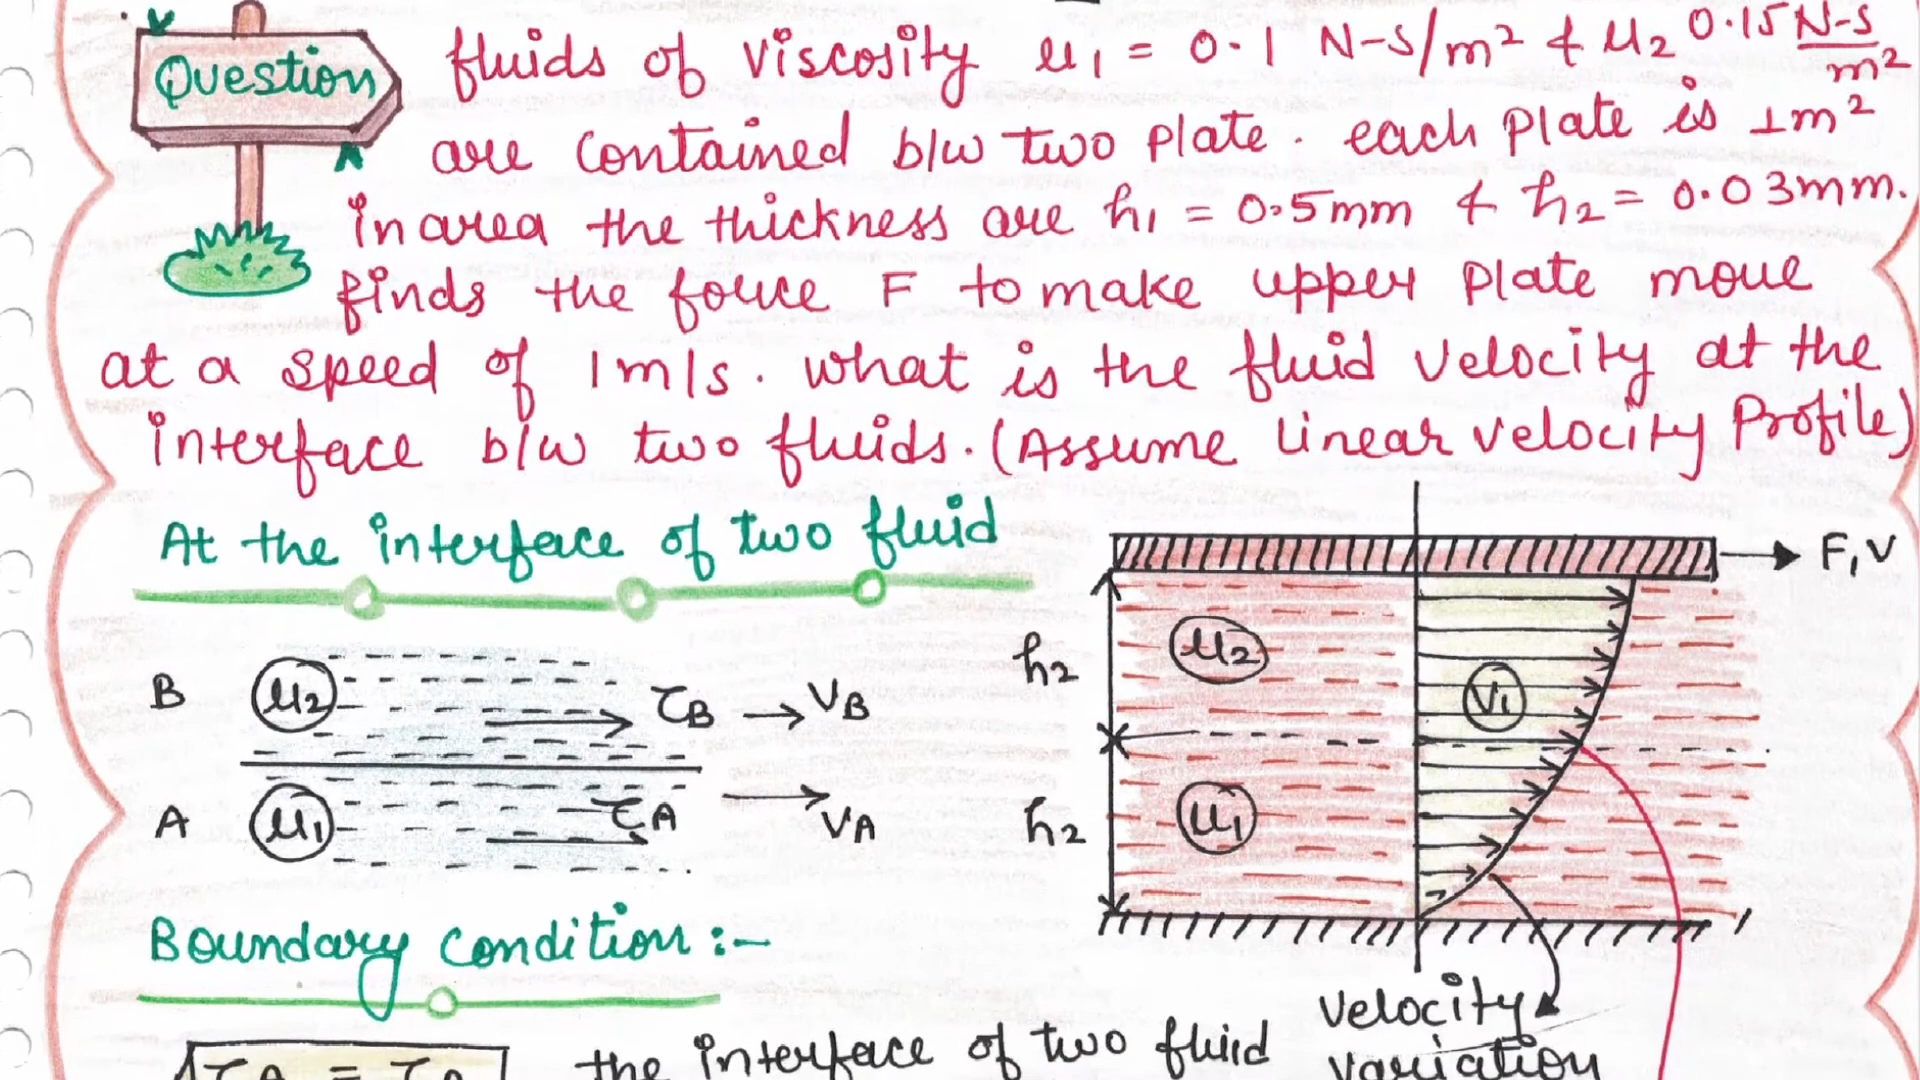 Question
fluids of viscosity μ1 = 0.1 N-S/m² & μ2 0.15 N-S/m²
are contained b/w two plate. each plate is 1m²
in area the thickness are h1 = 0.5mm & h2 = 0.03mm.
finds the force F to make upper plate move
at a speed of 1m/s. what is the fluid velocity at the
interface b/w two fluids. (Assume linear velocity Profile)
At the interface of two fluid
B μ2 τB → VB
A μ1 τA → VA
F, V
h2 μ2 V1
h2 μ1
Boundary condition :-
velocity
variation
τA = τB the interface of two fluid